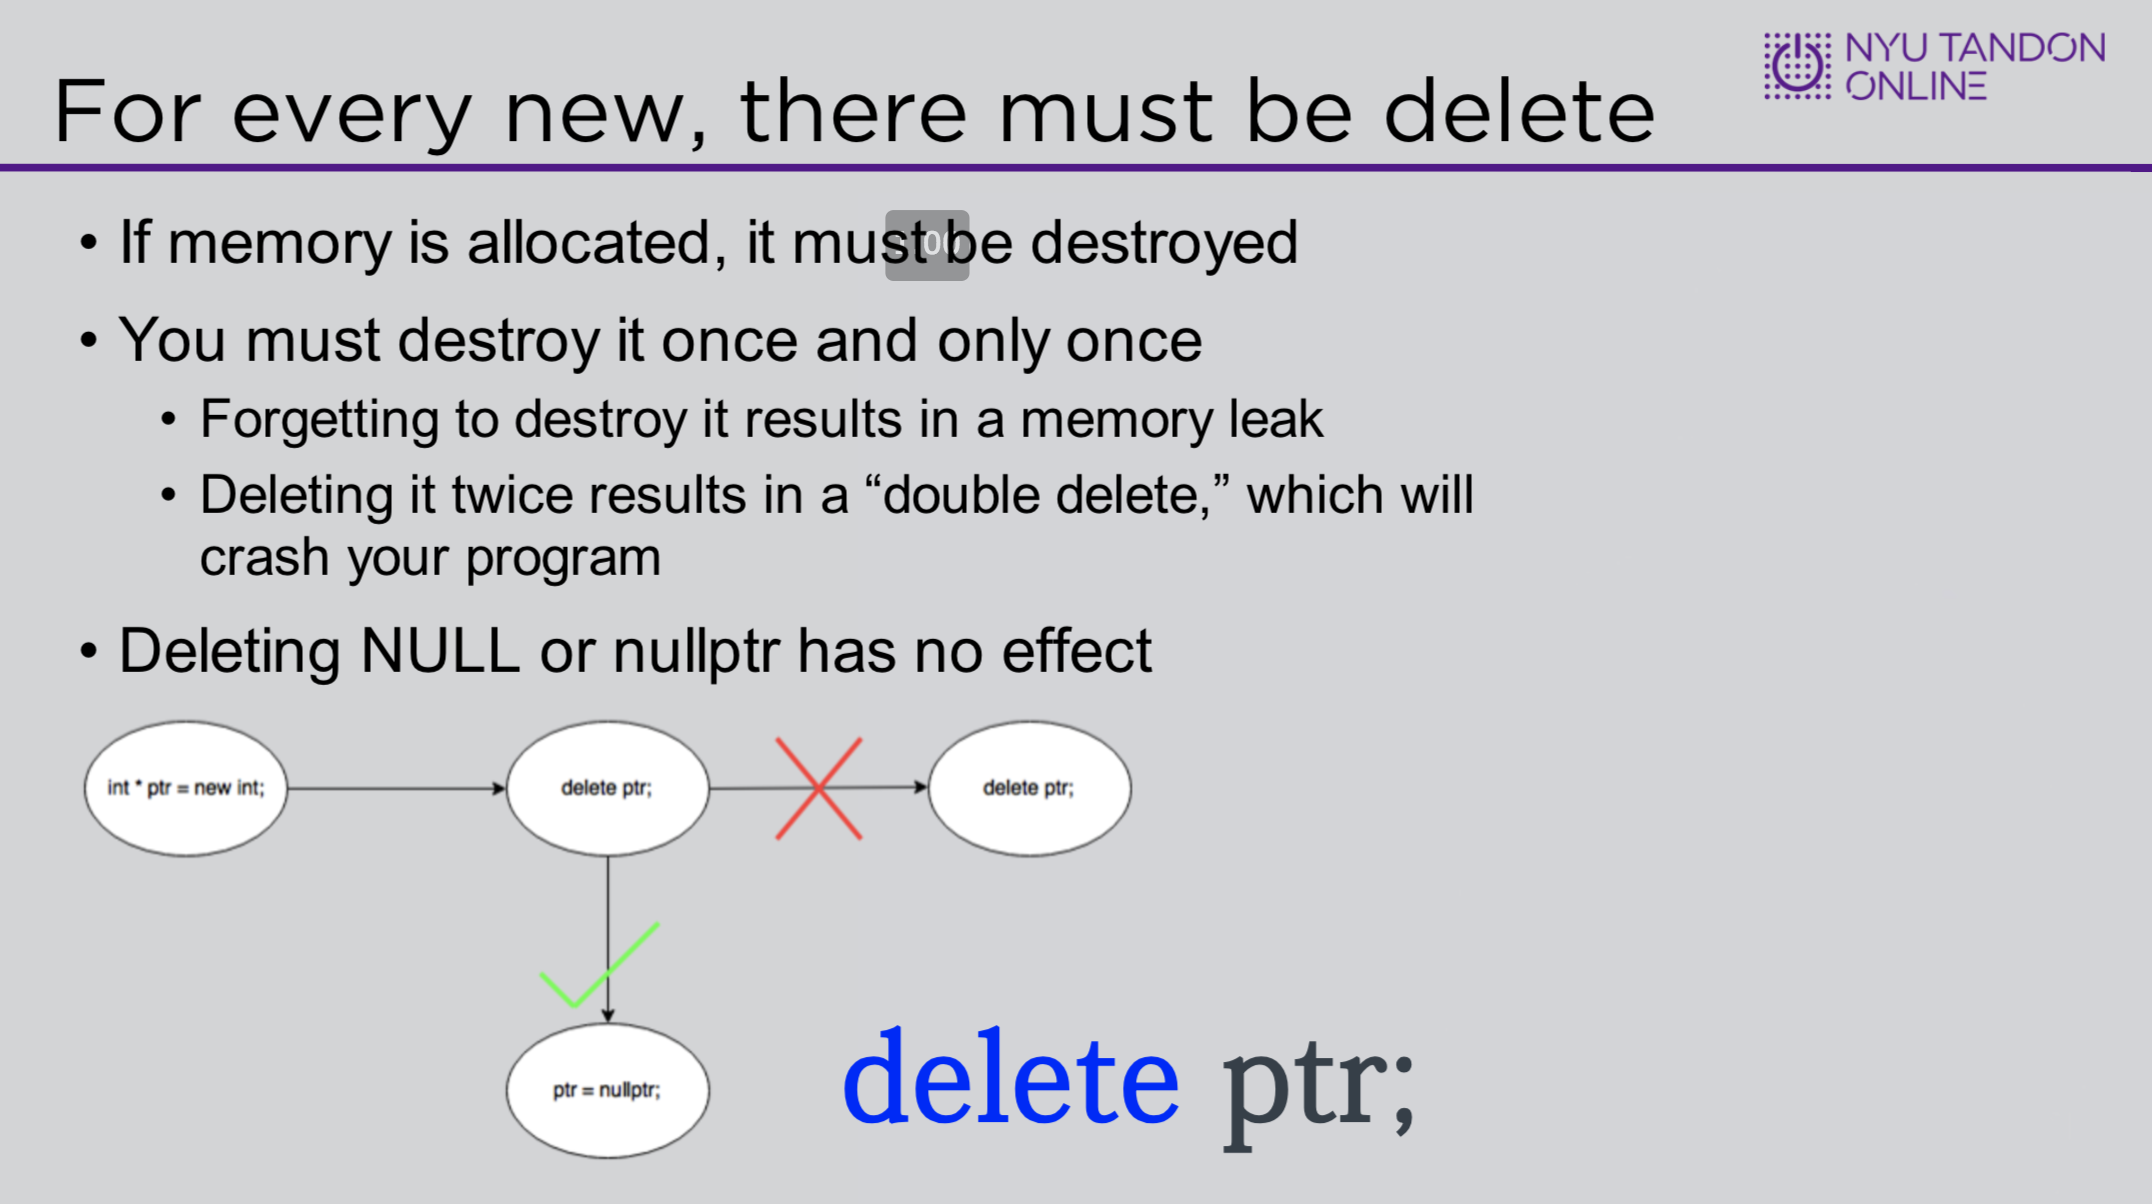 For every new, there must be delete
NYU TANDON
ONLINE
• If memory is allocated, it must be destroyed
• You must destroy it once and only once
• Forgetting to destroy it results in a memory leak
• Deleting it twice results in a “double delete,” which will
crash your program
• Deleting NULL or nullptr has no effect
int * ptr = new int;
delete ptr;
delete ptr;
ptr = nullptr;
delete ptr;